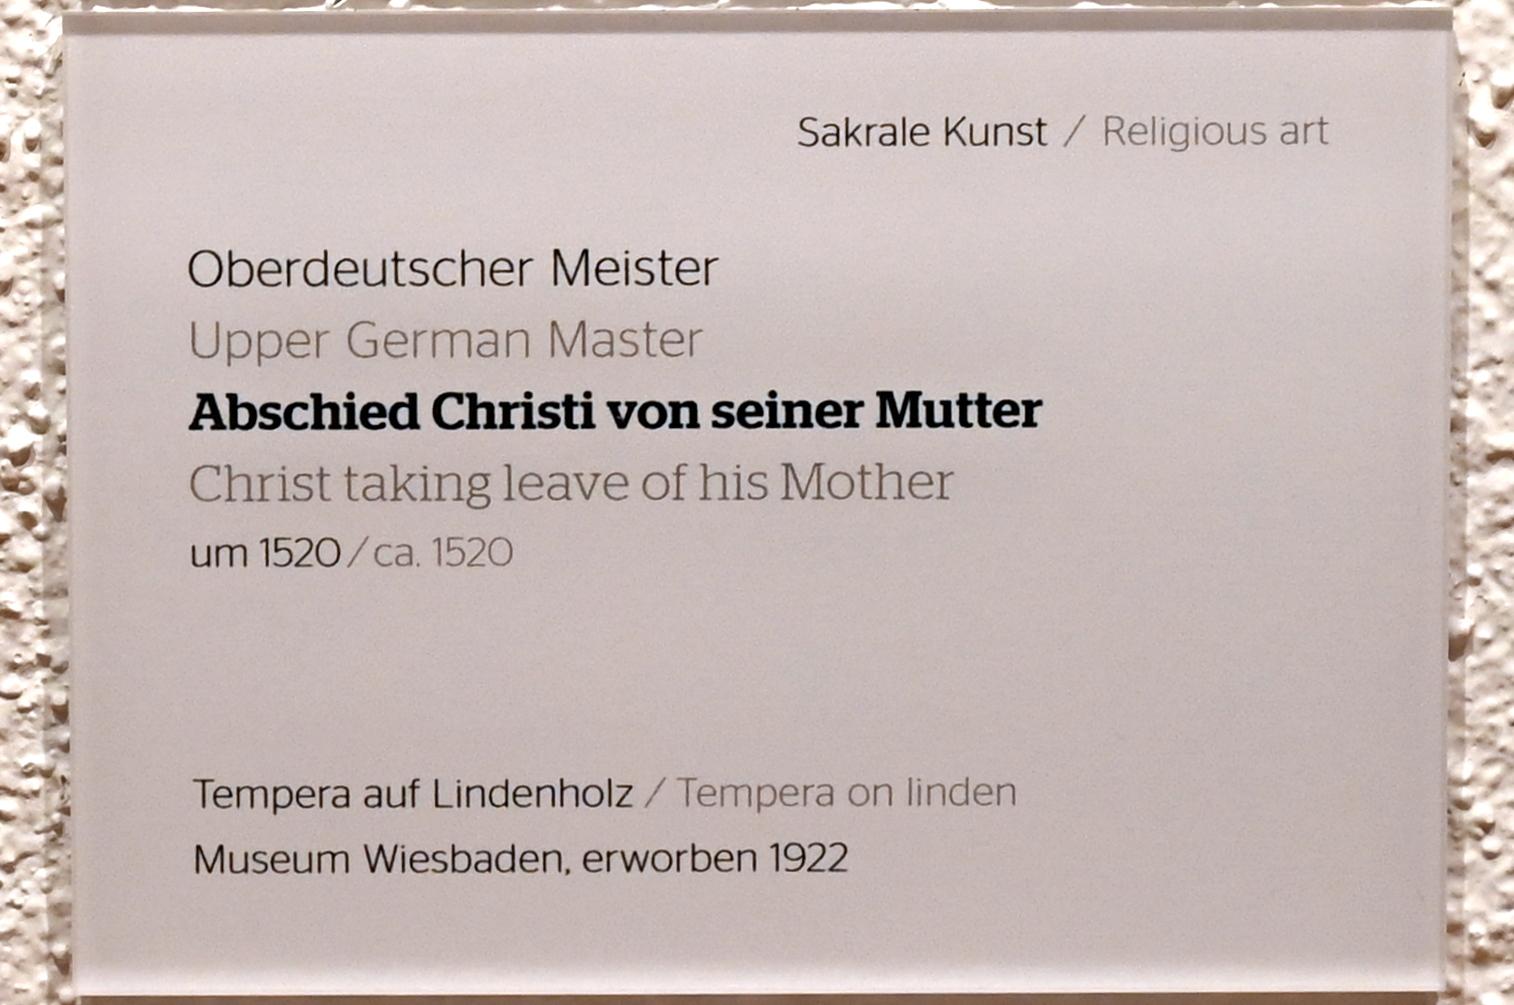 Sakrale Kunst / Religious art
Oberdeutscher Meister
Upper German Master
Abschied Christi von seiner Mutter
Christ taking leave of his Mother
um 1520 / ca. 1520
Tempera auf Lindenholz / Tempera on linden
Museum Wiesbaden, erworben 1922